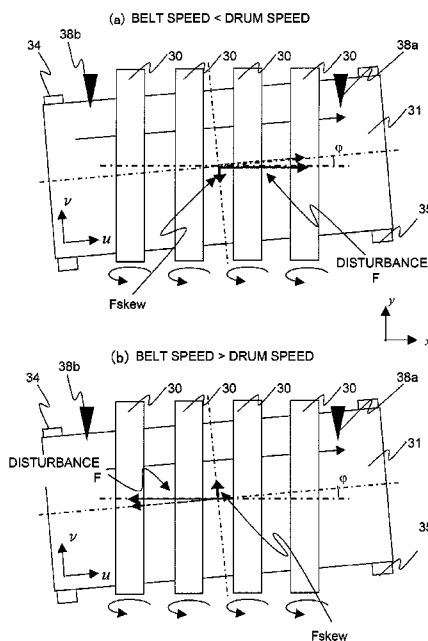 (a) BELT SPEED < DRUM SPEED
34 38b 30 30 30 30 38a
31
φ
ν
u
35
Fskew
DISTURBANCE
F
y
x
(b) BELT SPEED > DRUM SPEED
34 38b 30 30 30 30 38a
31
DISTURBANCE
F
φ
ν
u
35
Fskew